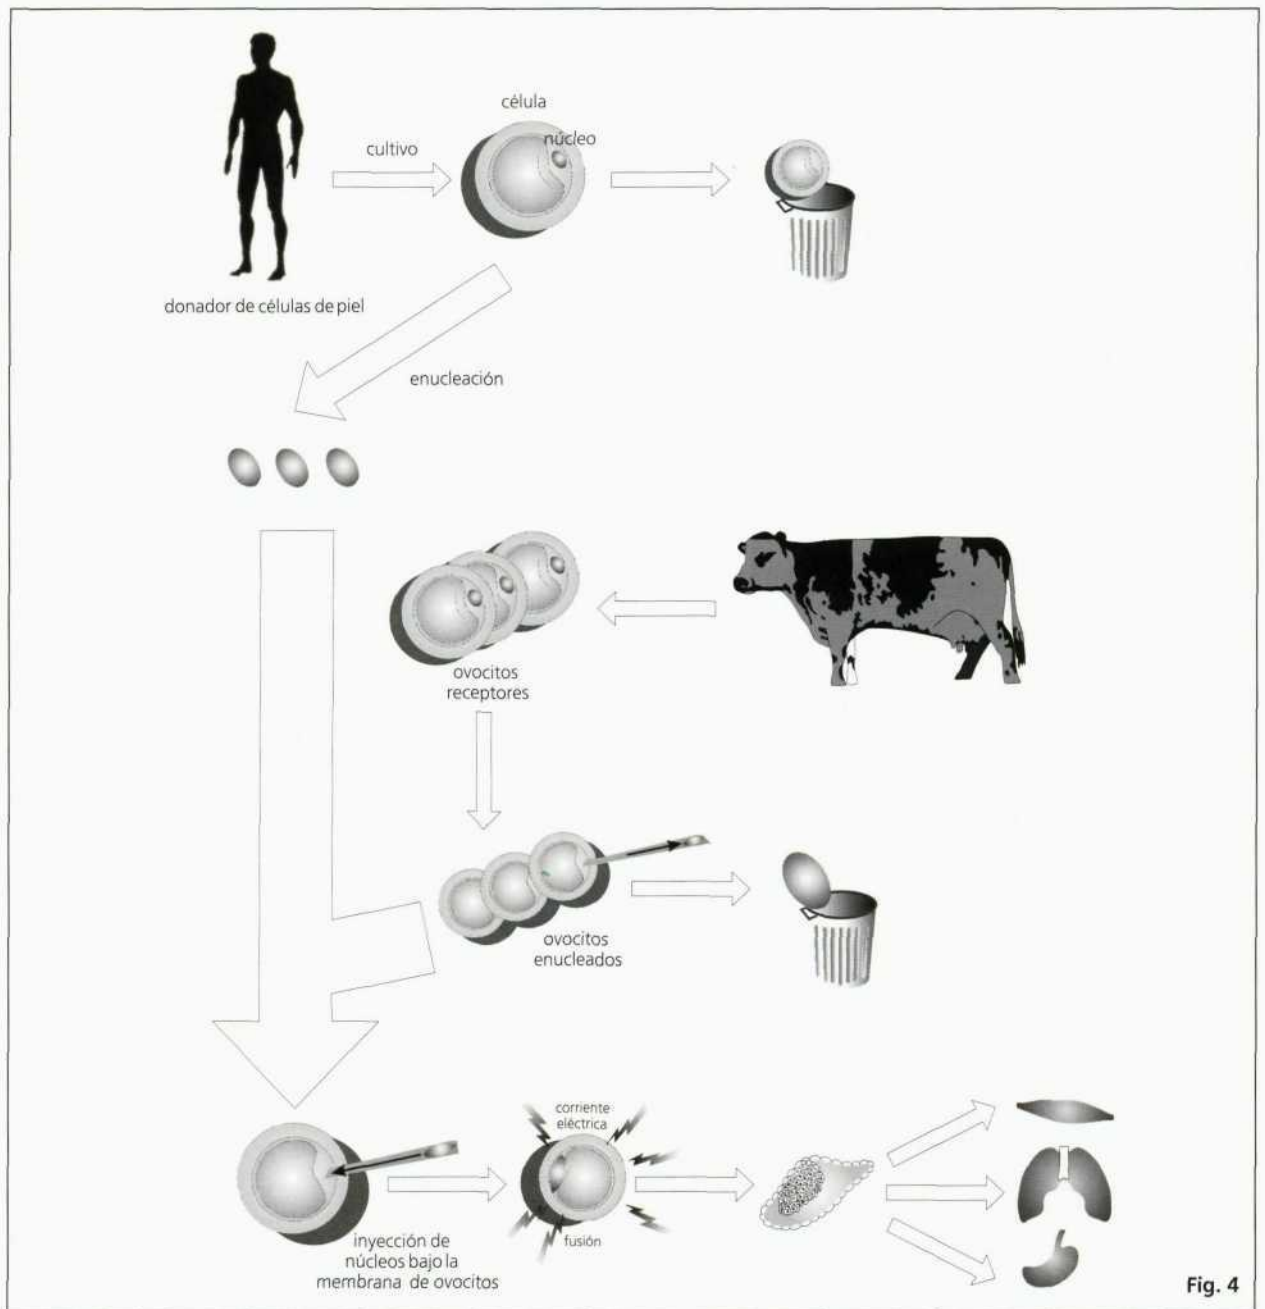 célula
núcleo
cultivo
donador de células de piel
enucleación
ovocitos
receptores
ovocitos
enucleados
corriente
eléctrica
fusión
inyección de
núcleos bajo la
membrana de ovocitos
Fig. 4